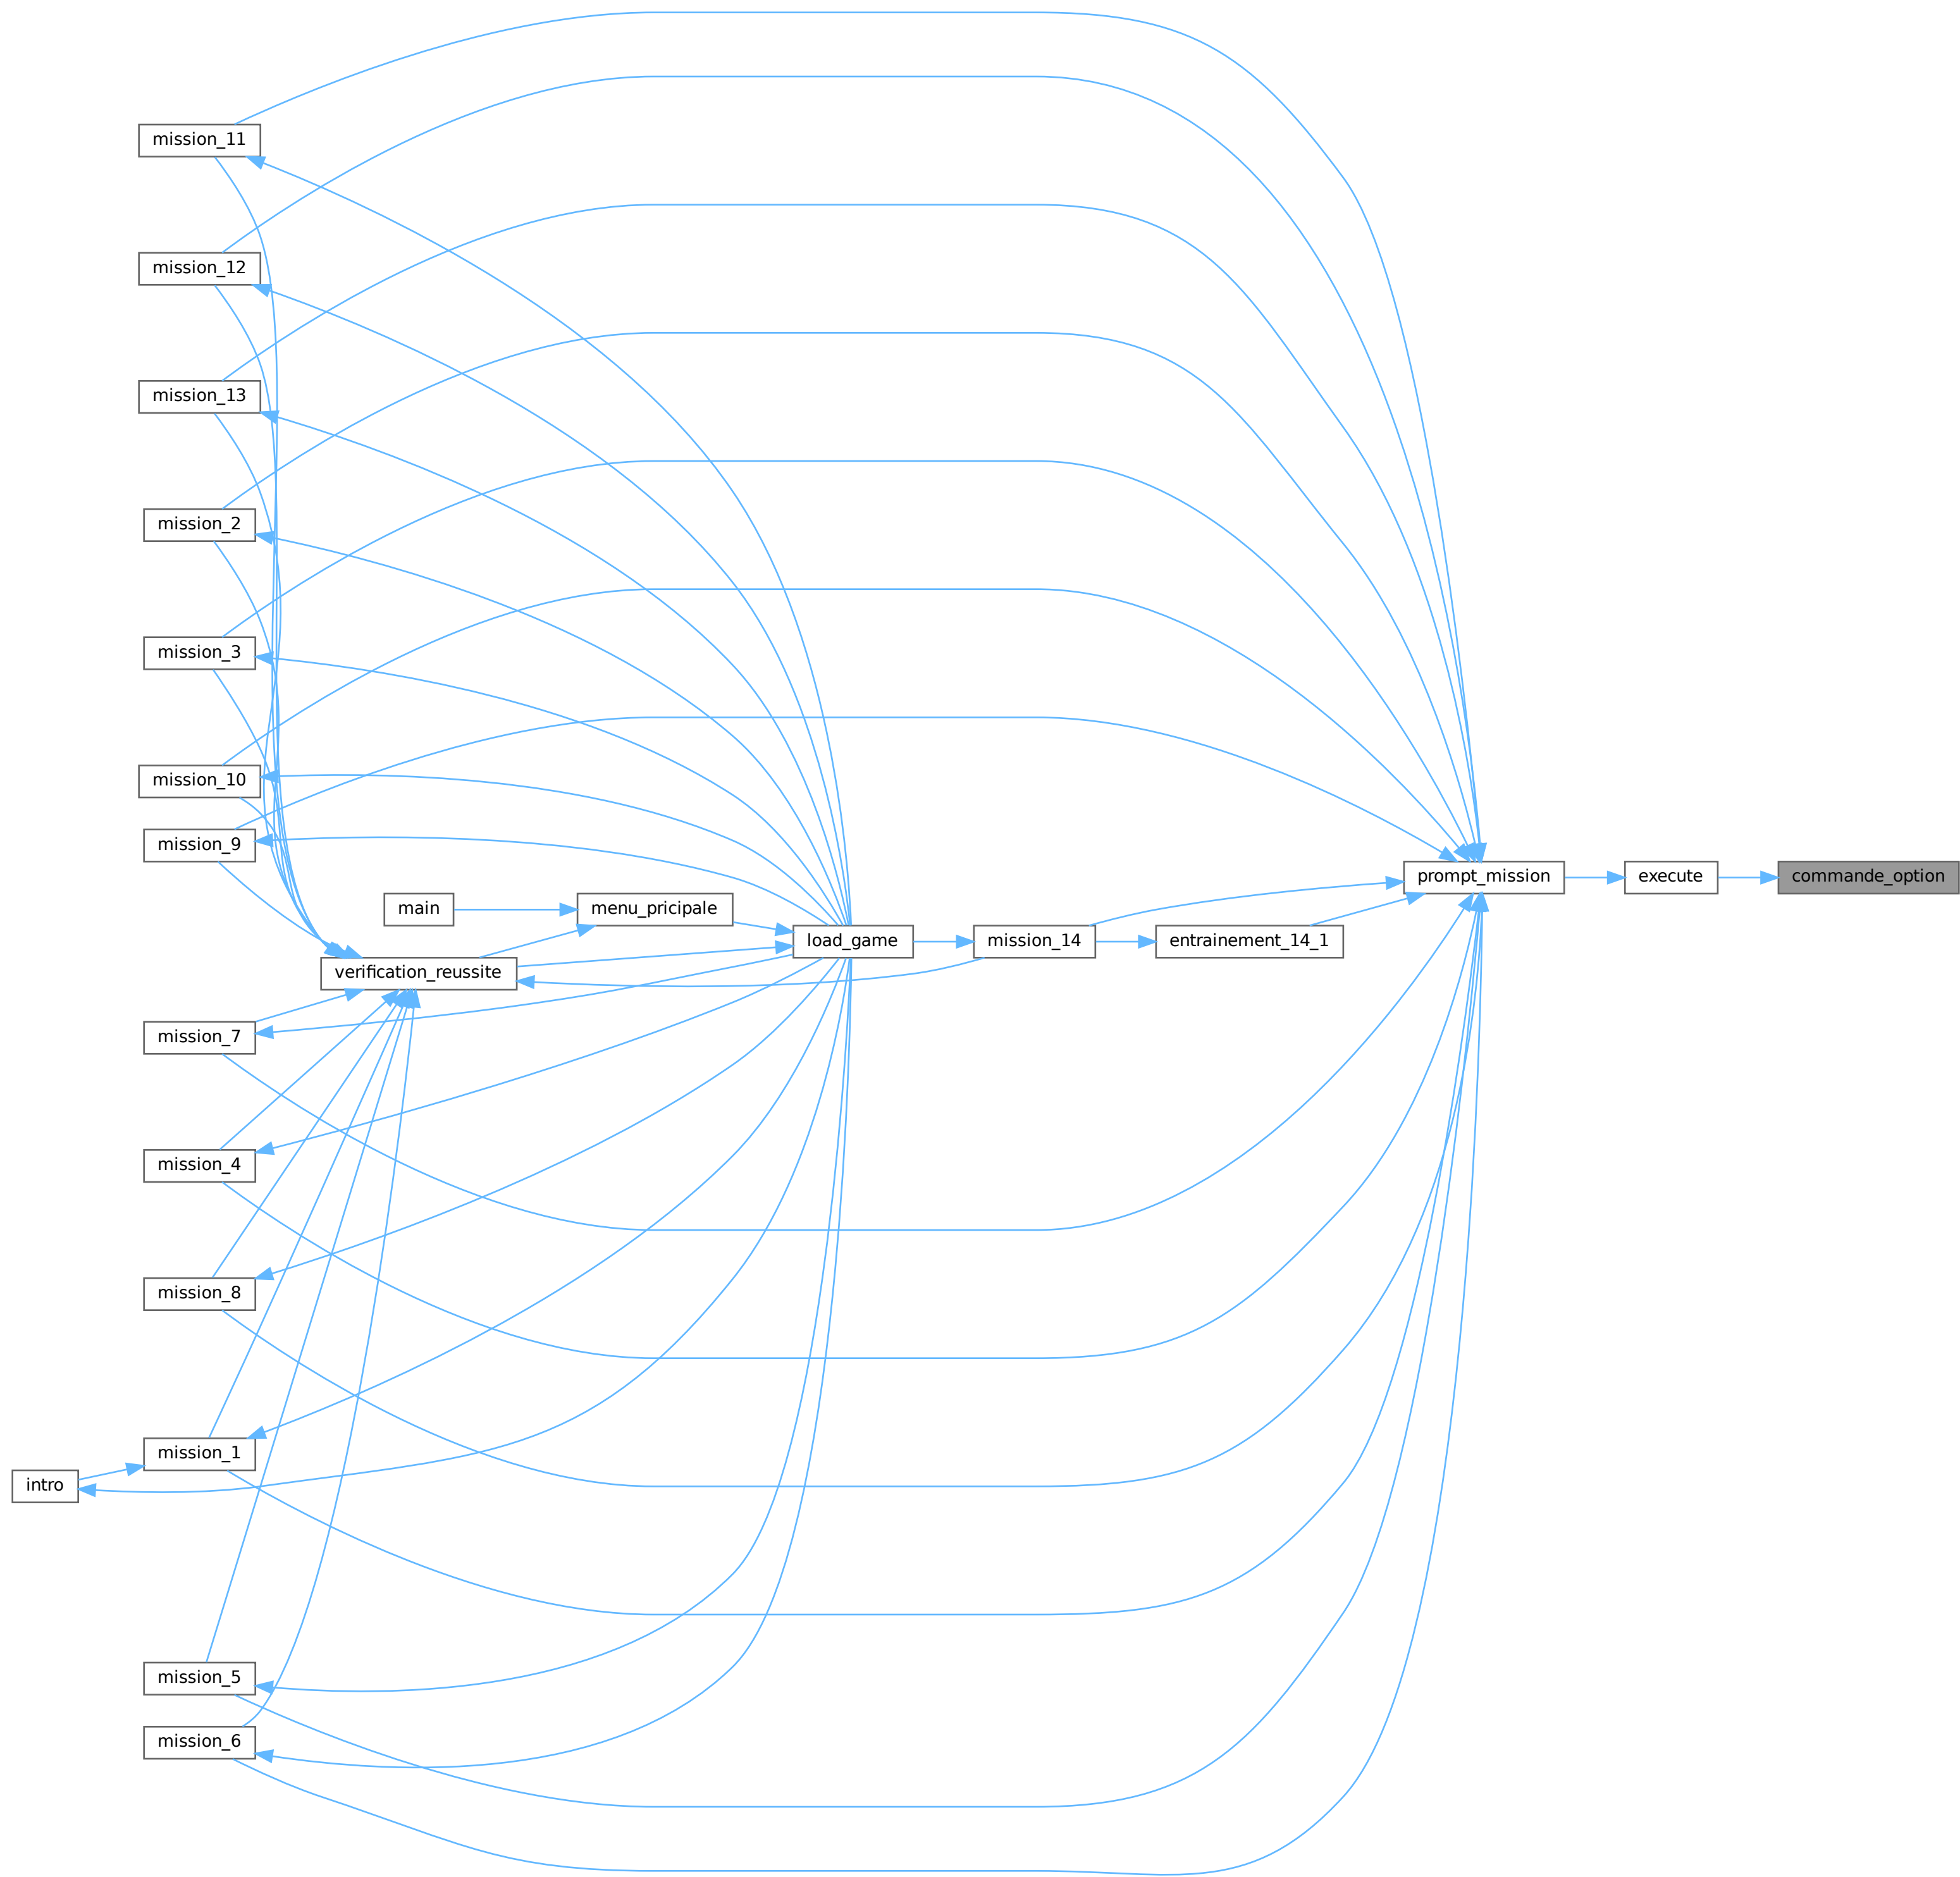 mission_11
mission_12
mission_13
mission_2
mission_3
mission_10
mission_9
prompt_mission
execute
commande_option
main
menu_pricipale
load_game
mission_14
entrainement_14_1
verification_reussite
mission_7
mission_4
mission_8
mission_1
intro
mission_5
mission_6